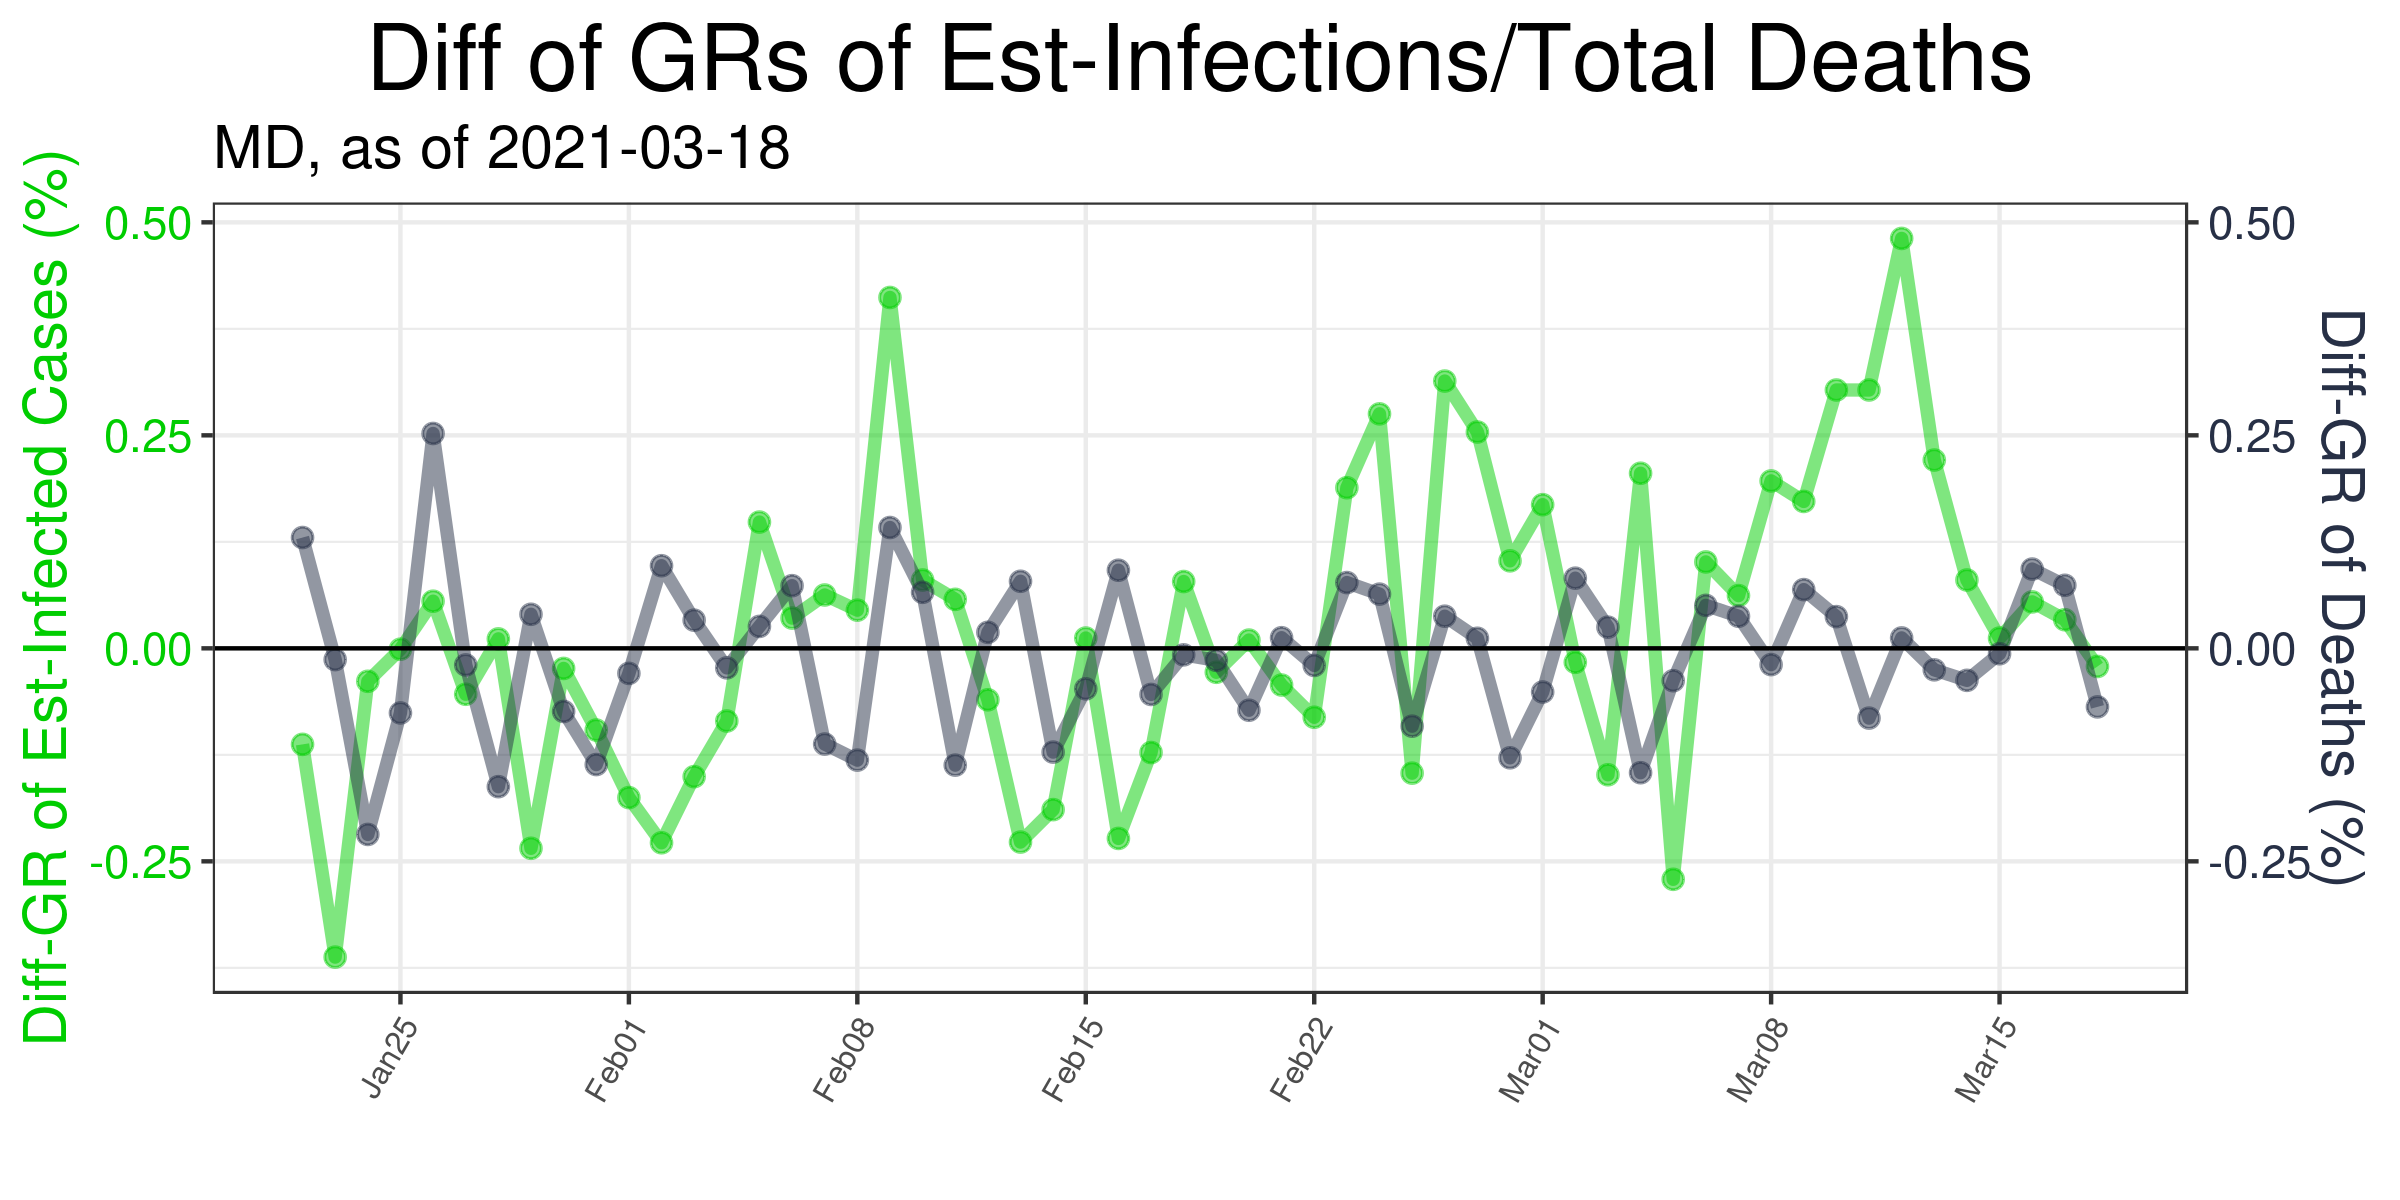 Diff of GRs of Est-Infections/Total Deaths
MD, as of 2021-03-18
Diff-GR of Est-Infected Cases (%)
0.50
0.25
0.00
-0.25
0.50
0.25
0.00
-0.25
Diff-GR of Deaths (%)
Jan25
Feb01
Feb08
Feb15
Feb22
Mar01
Mar08
Mar15